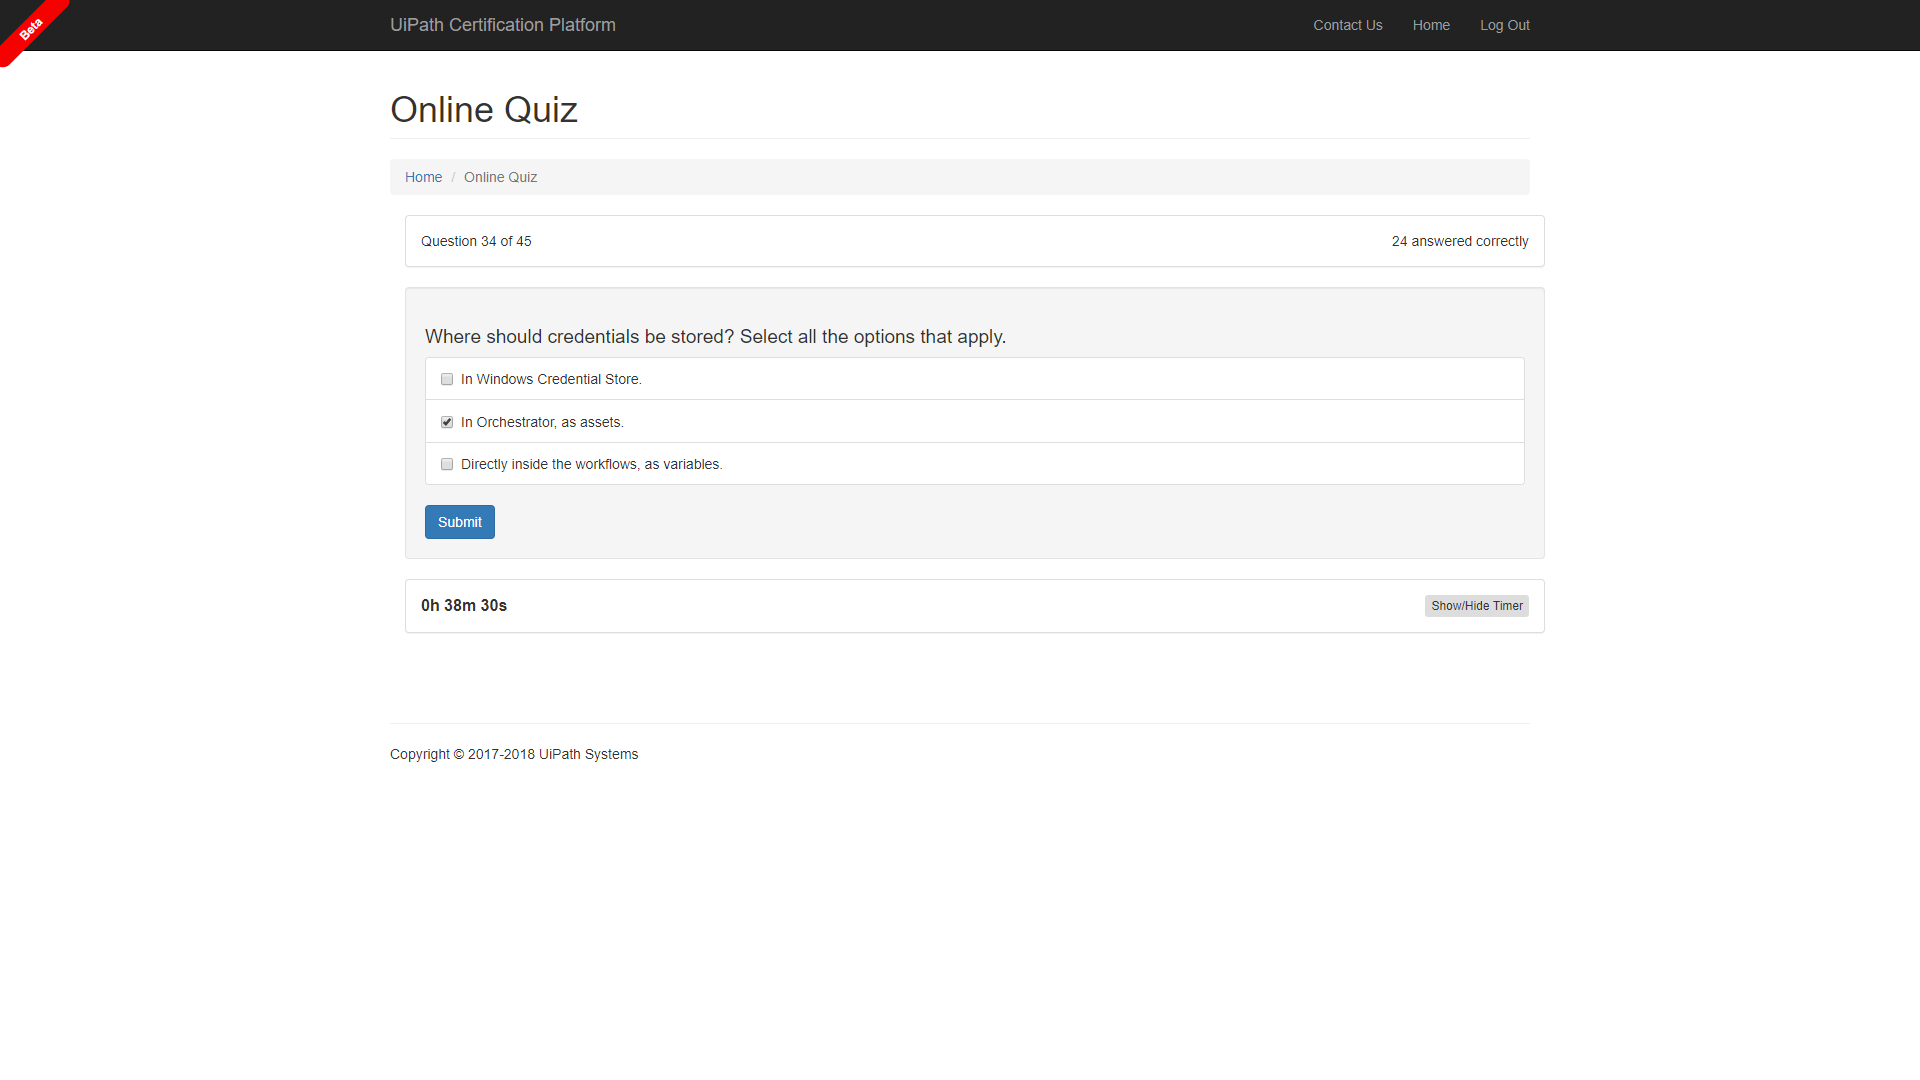 Beta
UiPath Certification Platform
Contact Us
Home
Log Out
Online Quiz
Home / Online Quiz
Question 34 of 45
24 answered correctly
Where should credentials be stored? Select all the options that apply.
In Windows Credential Store.
In Orchestrator, as assets.
Directly inside the workflows, as variables.
Submit
0h 38m 30s
Show/Hide Timer
Copyright © 2017-2018 UiPath Systems